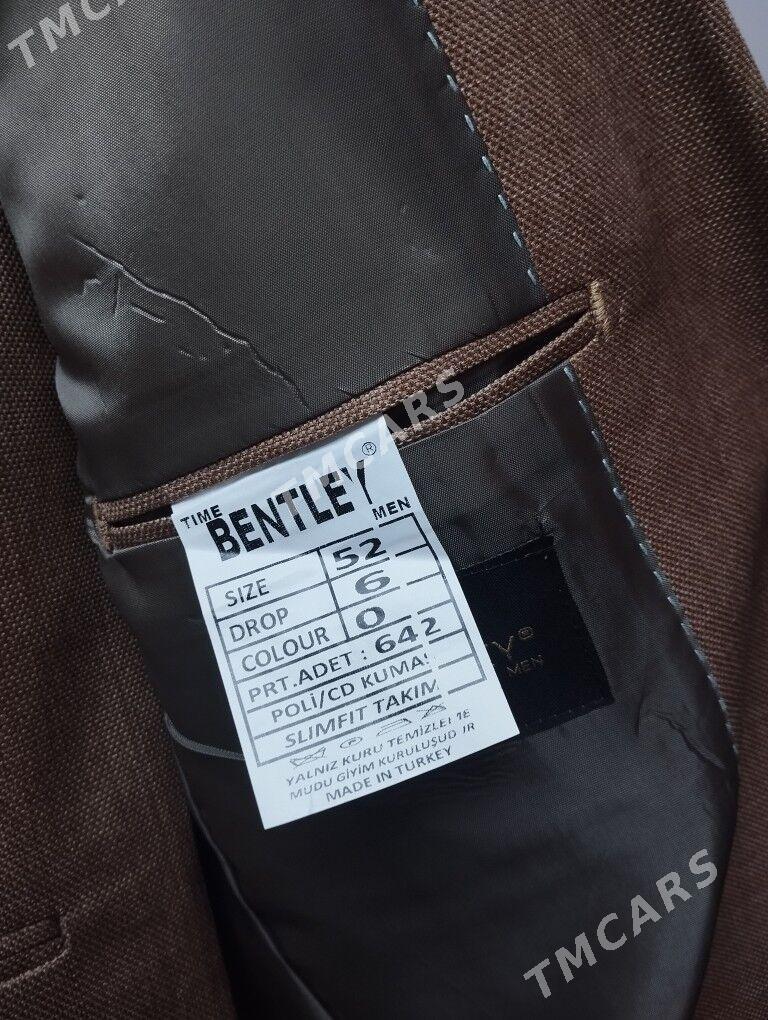 TMCARS
TIME BENTLEY® MEN
SIZE 52
DROP 6
COLOUR 0
PRT.ADET : 642
POLİ/CD KUMAŞ
SLIMFIT TAKIM
YALNIZ KURU TEMİZLEME
MUDU GİYİM KURULUŞUDUR
MADE IN TURKEY
Y®
MEN
TMCARS
TMCARS